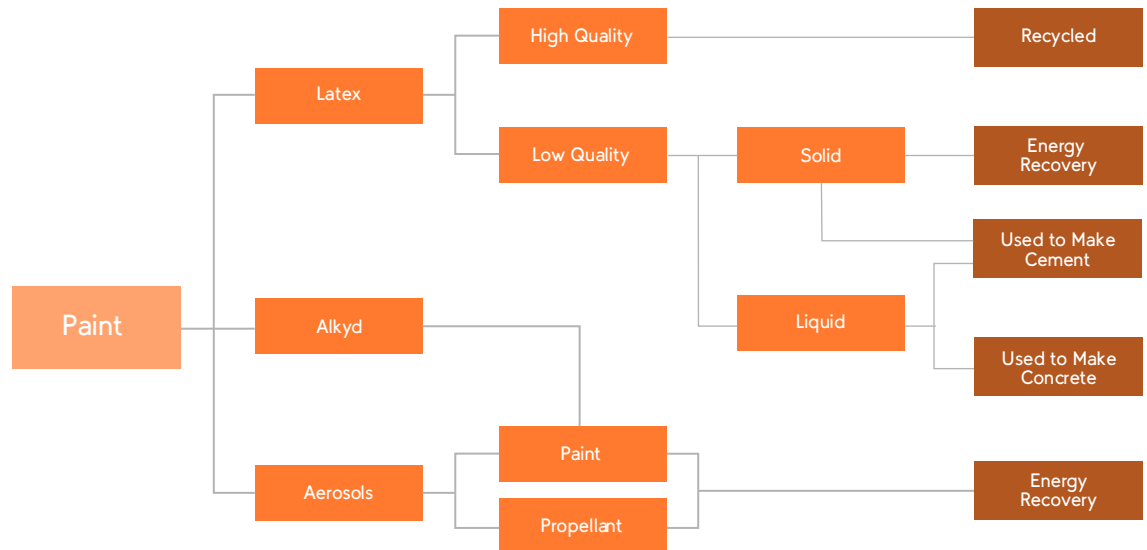 High Quality
Recycled
Latex
Low Quality
Solid
Energy
Recovery
Used to Make
Cement
Paint
Alkyd
Liquid
Used to Make
Concrete
Paint
Aerosols
Energy
Recovery
Propellant